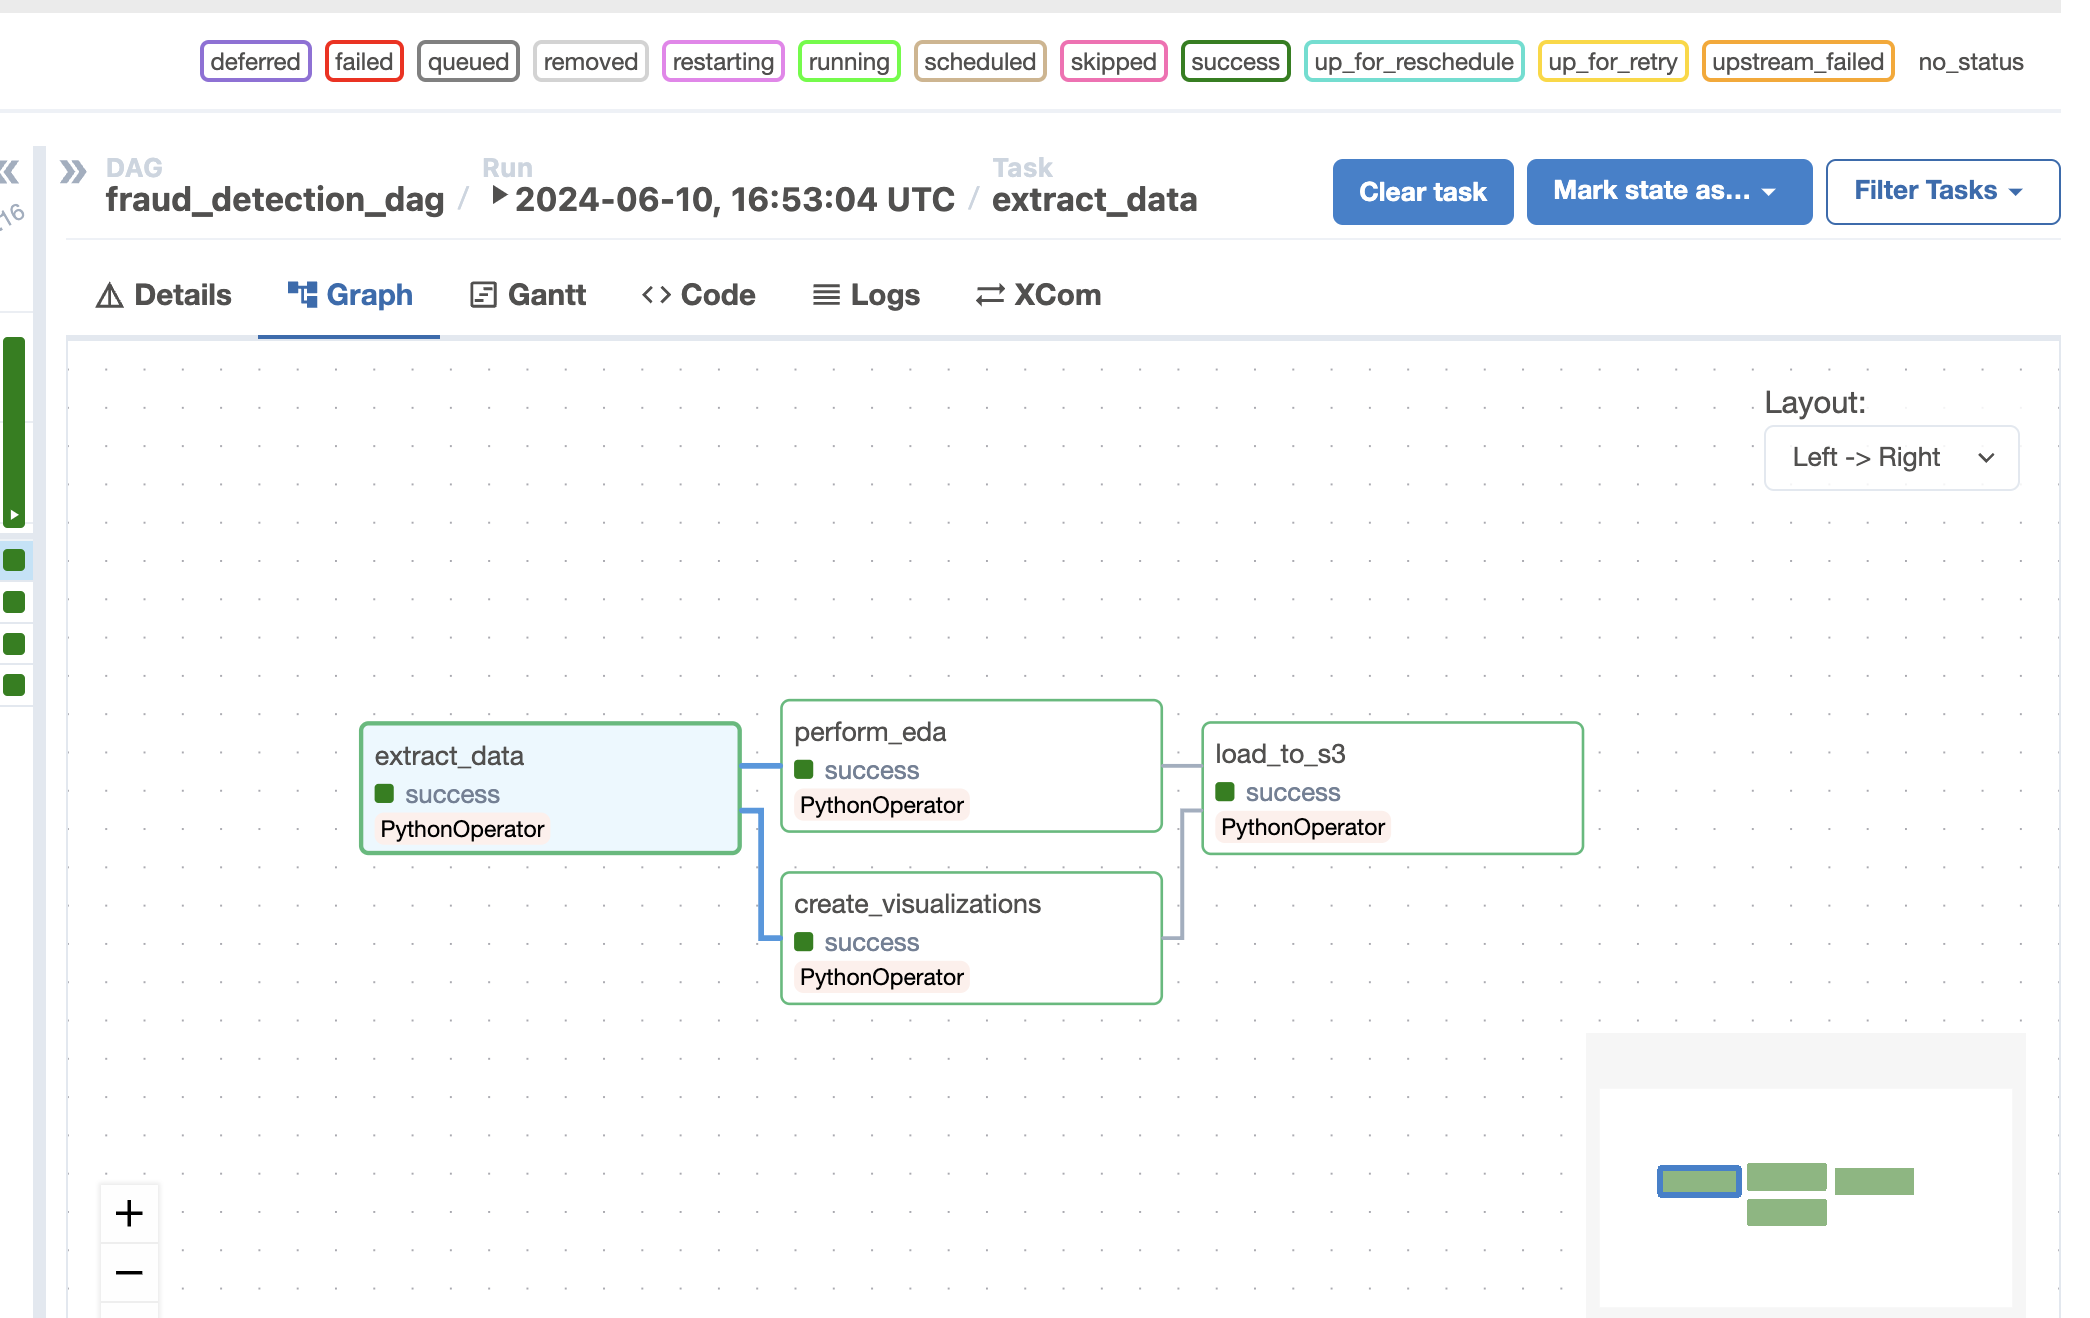 deferred failed queued removed restarting running scheduled skipped success up_for_reschedule up_for_retry upstream_failed no_status
DAG Run Task
fraud_detection_dag / 2024-06-10, 16:53:04 UTC / extract_data
Clear task Mark state as... Filter Tasks
Details Graph Gantt Code Logs XCom
Layout:
Left -> Right
extract_data
success
PythonOperator
perform_eda
success
PythonOperator
create_visualizations
success
PythonOperator
load_to_s3
success
PythonOperator